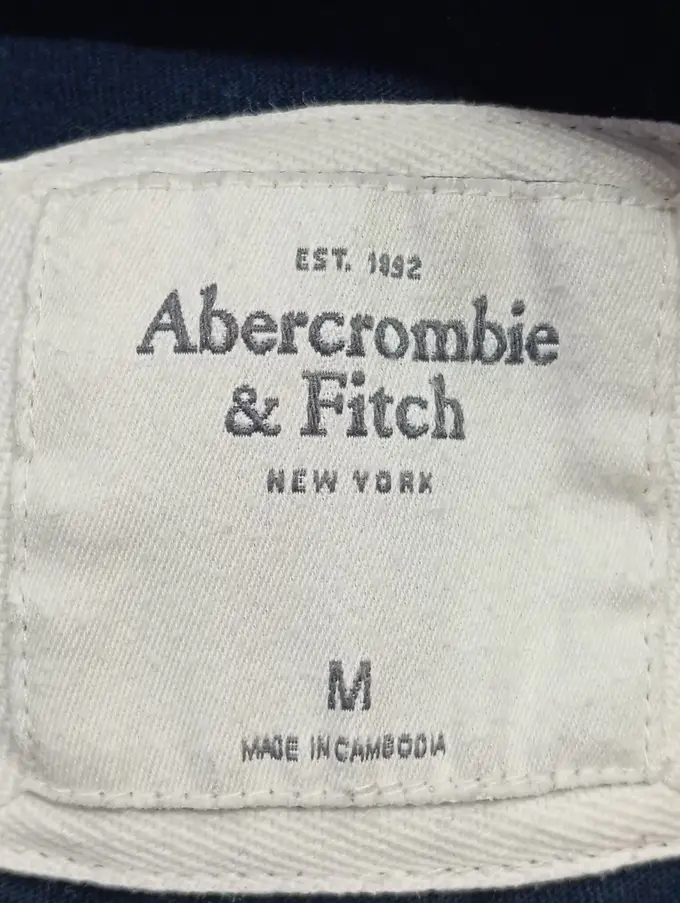 EST. 1892
Abercrombie
& Fitch
NEW YORK
M
MADE IN CAMBODIA